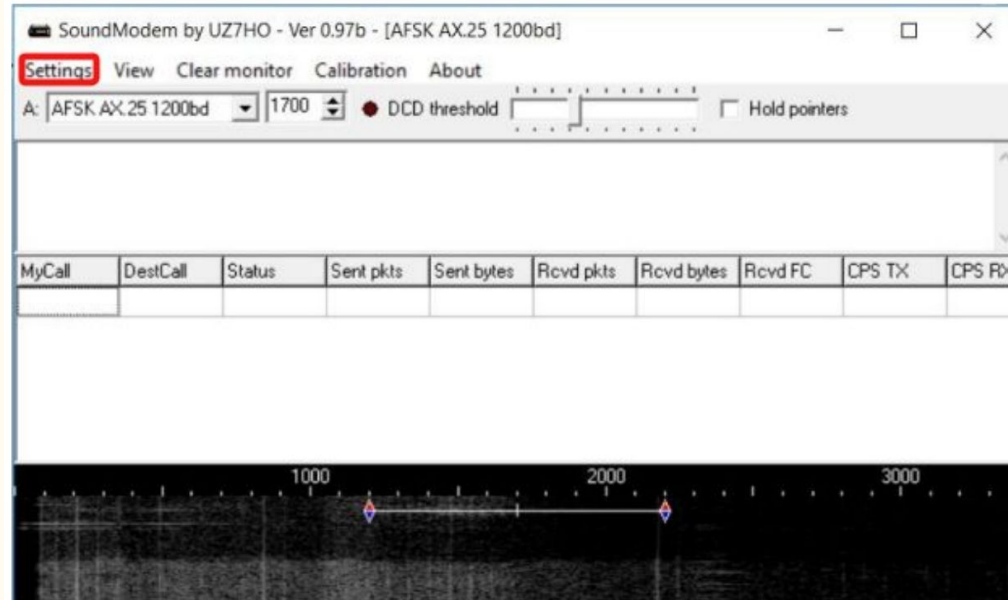 SoundModem by UZ7HO - Ver 0.97b - [AFSK AX.25 1200bd]
Settings View Clear monitor Calibration About
A: AFSK AX.25 1200bd 1700 DCD threshold Hold pointers
MyCall DestCall Status Sent pkts Sent bytes Rcvd pkts Rcvd bytes Rcvd FC CPS TX CPS RX
1000 2000 3000